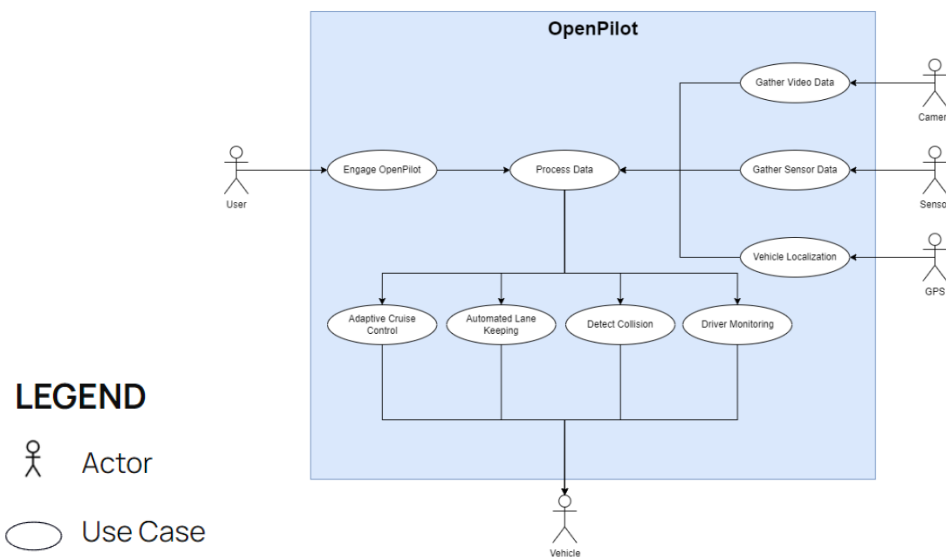 OpenPilot
Gather Video Data
Camer
Engage OpenPilot
Process Data
Gather Sensor Data
User
Senso
Vehicle Localization
GPS
Adaptive Cruise
Control
Automated Lane
Keeping
Detect Collision
Driver Monitoring
LEGEND
Actor
Use Case
Vehicle